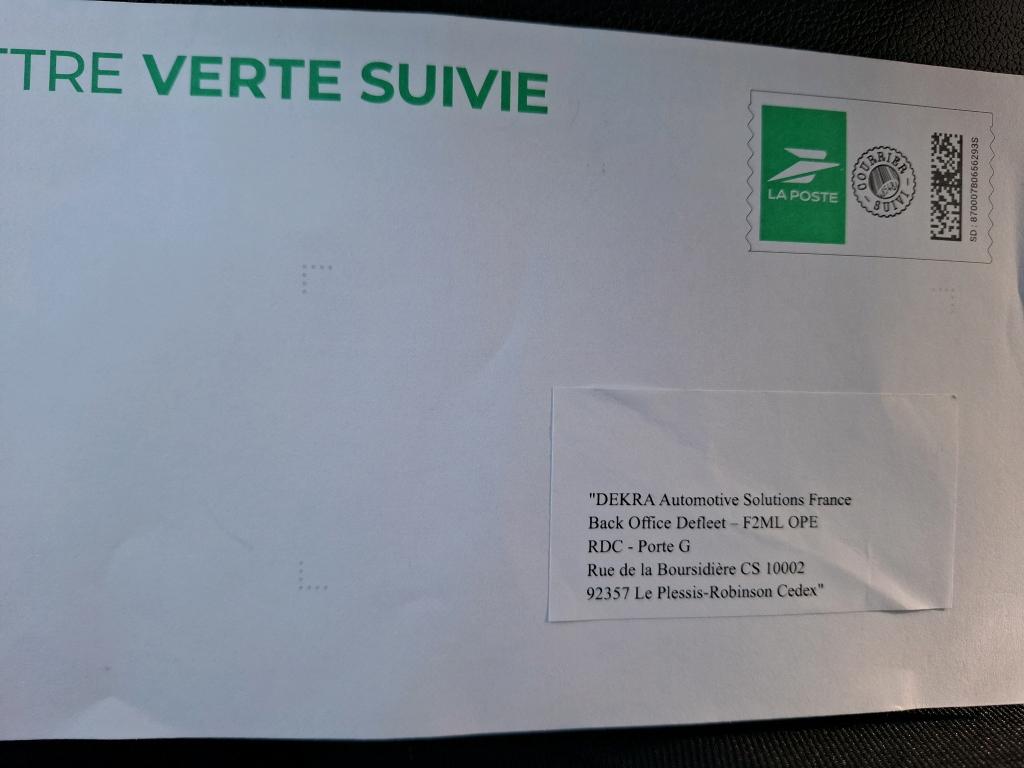 TTRE VERTE SUIVIE
LA POSTE
COURRIER
SUIVI
SD : 87000780656293S
"DEKRA Automotive Solutions France
Back Office Defleet – F2ML OPE
RDC - Porte G
Rue de la Boursidière CS 10002
92357 Le Plessis-Robinson Cedex"